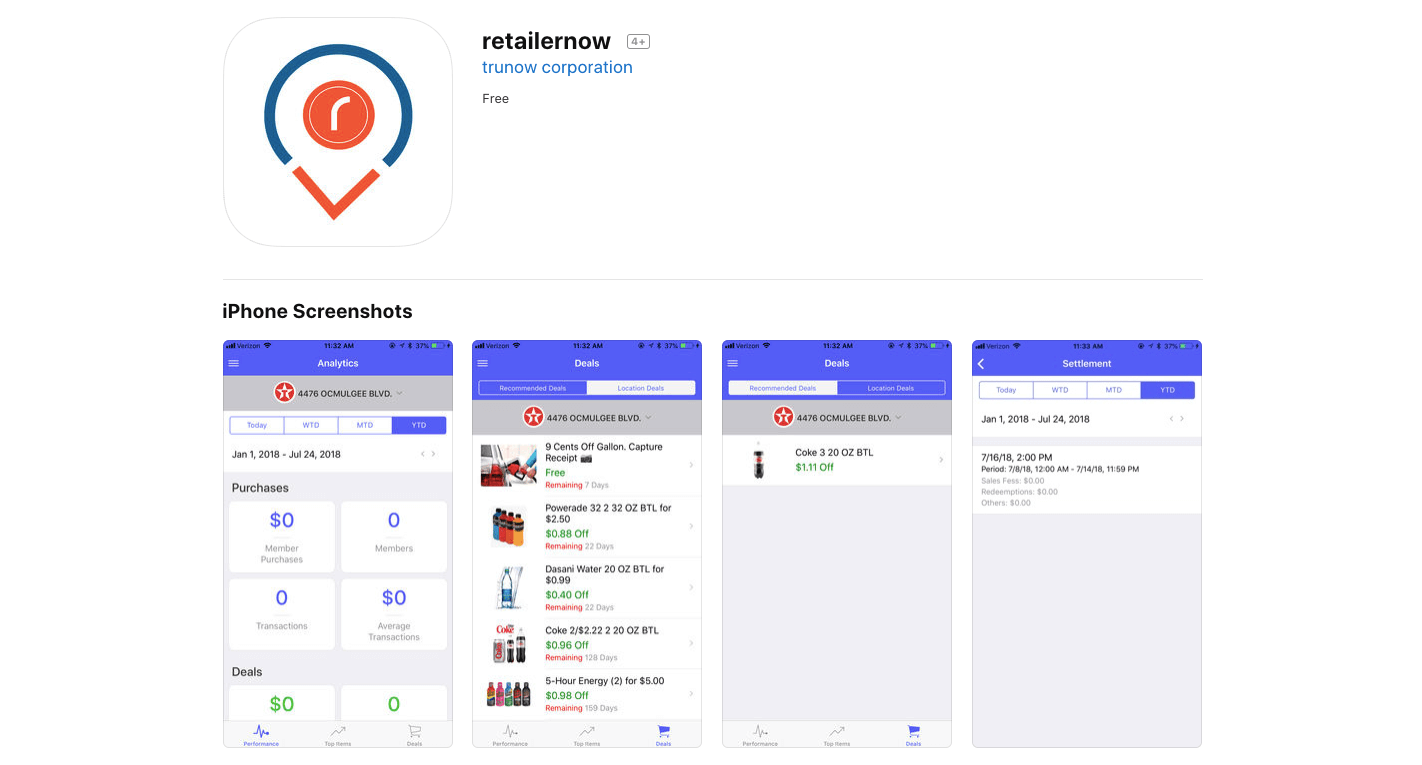 retailernow 4+
trunow corporation
Free
r
iPhone Screenshots
Verizon 11:32 AM 37%
Analytics
4476 OCMULGEE BLVD.
Today WTD MTD YTD
Jan 1, 2018 - Jul 24, 2018
Purchases
$0 0
Member Members
Purchases
0 $0
Transactions Average
Transactions
Deals
$0 0
Performance Top Items Deals
Verizon 11:32 AM 37%
Deals
Recommended Deals Location Deals
4476 OCMULGEE BLVD.
9 Cents Off Gallon. Capture
Receipt 📷
Free
Remaining 7 Days
Powerade 32 2 32 OZ BTL for
$2.50
$0.88 Off
Remaining 22 Days
Dasani Water 20 OZ BTL for
$0.99
$0.40 Off
Remaining 22 Days
Coke
Coke 2/$2.22 2 20 OZ BTL
$0.96 Off
Remaining 128 Days
5-Hour Energy (2) for $5.00
$0.98 Off
Remaining 159 Days
Performance Top Items Deals
Verizon 11:32 AM 37%
Deals
Recommended Deals Location Deals
4476 OCMULGEE BLVD.
Coke 3 20 OZ BTL
$1.11 Off
Performance Top Items Deals
Verizon 11:33 AM 37%
Settlement
Today WTD MTD YTD
Jan 1, 2018 - Jul 24, 2018
7/16/18, 2:00 PM
Period: 7/8/18, 12:00 AM - 7/14/18, 11:59 PM
Sales Fess: $0.00
Redeemptions: $0.00
Others: $0.00